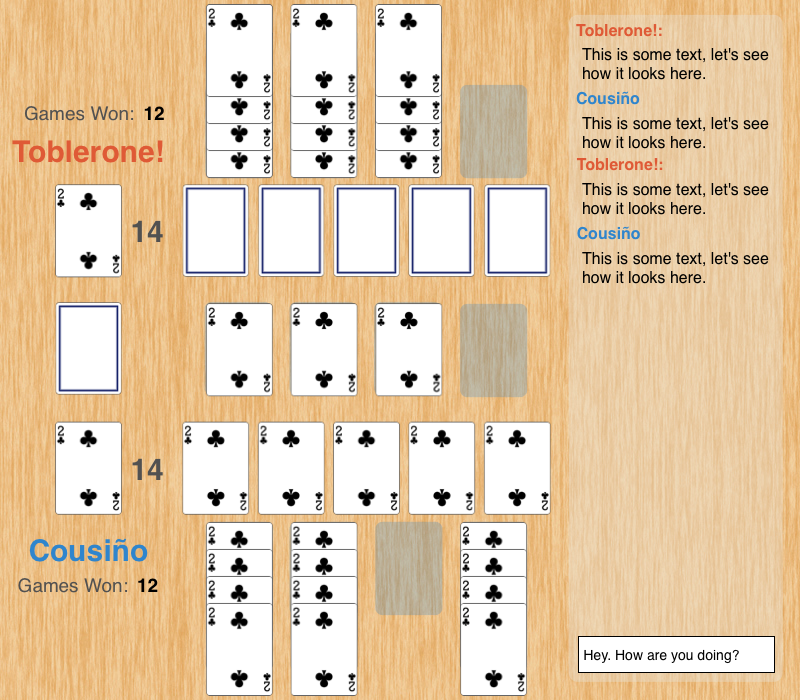 Games Won: 12
Toblerone!
14
14
Cousiño
Games Won: 12
Toblerone!:
This is some text, let's see
how it looks here.
Cousiño
This is some text, let's see
how it looks here.
Toblerone!:
This is some text, let's see
how it looks here.
Cousiño
This is some text, let's see
how it looks here.
Hey. How are you doing?